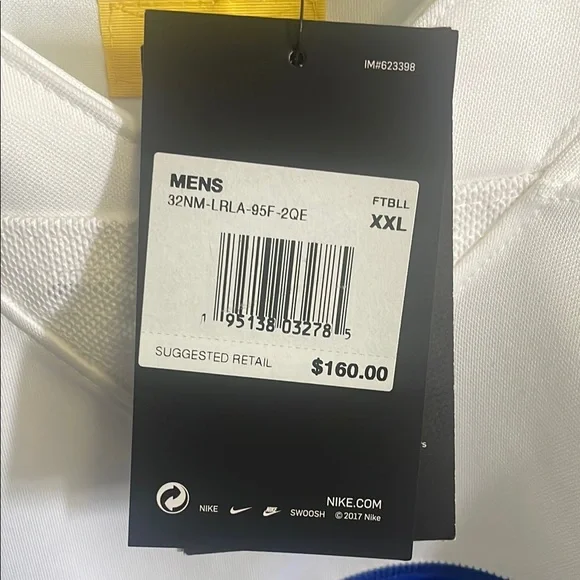 IM#623398
MENS
32NM-LRLA-95F-2QE
FTBLL
XXL
1 95138 03278 5
SUGGESTED RETAIL $160.00
NIKE SWOOSH
NIKE.COM
© 2017 Nike